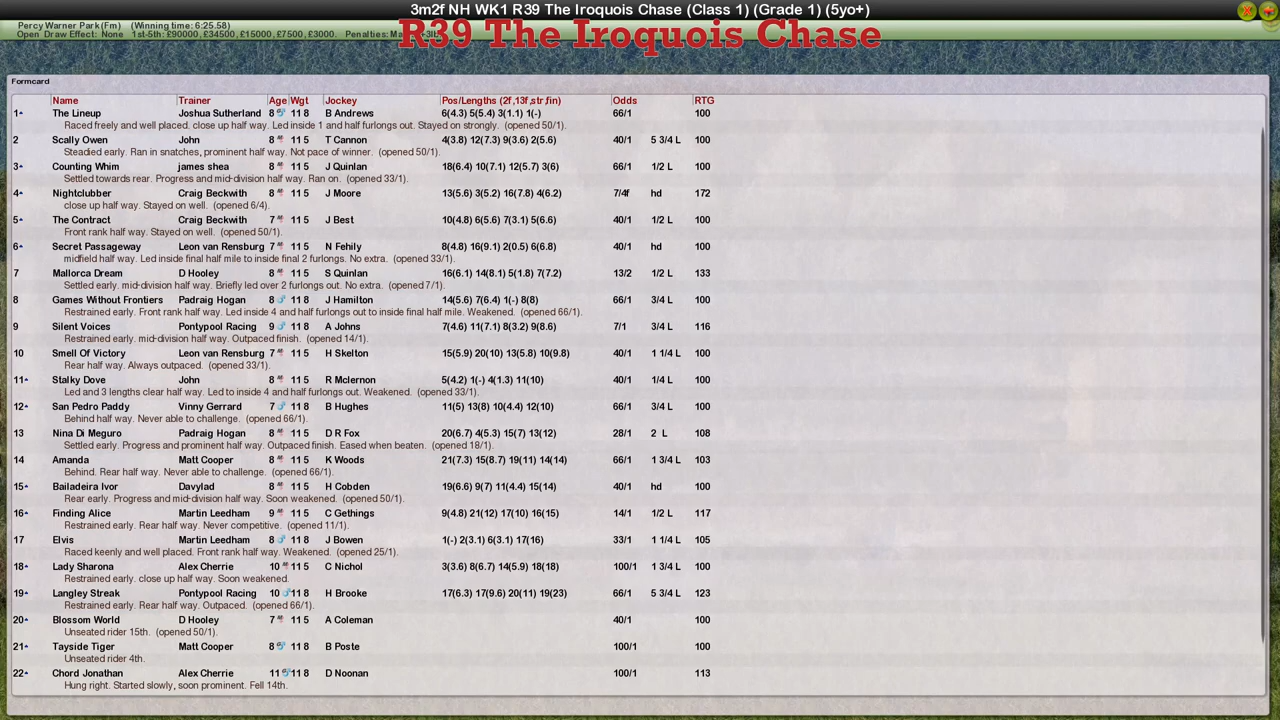 3m2f NH WK1 R39 The Iroquois Chase (Class 1) (Grade 1) (5yo+)
Percy Warner Park (Fm) (Winning time: 6:25.58)
Open Draw Effect: None 1st-5th: £90000, £34500, £15000, £7500, £3000. Penalties:
R39 The Iroquois Chase
Formcard
Name Trainer Age Wgt Jockey Pos/Lengths (2f,13f,str,fin) Odds RTG
1 The Lineup Joshua Sutherland 8 11 8 B Andrews 6(4.3) 5(5.4) 3(1.1) 1(-) 66/1 100
Raced freely and well placed. close up half way. Led inside 1 and half furlongs out. Stayed on strongly. (opened 50/1).
2 Scally Owen John 8 11 5 T Cannon 4(3.8) 12(7.3) 9(3.6) 2(5.6) 40/1 5 3/4 L 100
Steadied early. Ran in snatches, prominent half way. Not pace of winner. (opened 50/1).
3 Counting Whim james shea 8 11 5 J Quinlan 18(6.4) 10(7.1) 12(5.7) 3(6) 66/1 1/2 L 100
Settled towards rear. Progress and mid-division half way. Ran on. (opened 33/1).
4 Nightclubber Craig Beckwith 8 11 5 J Moore 13(5.6) 3(5.2) 16(7.8) 4(6.2) 7/4f hd 72
close up half way. Stayed on well. (opened 6/4).
5 The Contract Craig Beckwith 7 11 5 J Best 10(4.8) 6(5.6) 7(3.1) 5(6.6) 40/1 1/2 L 100
Front rank half way. Stayed on well. (opened 50/1).
6 Secret Passageway Leon van Rensburg 7 11 5 N Fehily 8(4.8) 16(9.1) 2(0.5) 6(6.8) 40/1 hd 100
midfield half way. Led inside final half mile to inside final 2 furlongs. No extra. (opened 33/1).
7 Mallorca Dream D Hooley 8 11 5 S Quinlan 16(6.1) 14(8.1) 5(1.8) 7(7.2) 13/2 1/2 L 133
Settled early. mid-division half way. Briefly led over 2 furlongs out. No extra. (opened 7/1).
8 Games Without Frontiers Padraig Hogan 8 11 8 J Hamilton 14(5.6) 7(6.4) 1(-) 8(8) 66/1 3/4 L 100
Restrained early. Front rank half way. Led inside 4 and half furlongs out to inside final half mile. Weakened. (opened 66/1).
9 Silent Voices Pontypool Racing 9 11 8 A Johns 7(4.6) 11(7.1) 8(3.2) 9(8.6) 7/1 3/4 L 116
Restrained early. mid-division half way. Outpaced finish. (opened 14/1).
10 Smell Of Victory Leon van Rensburg 7 11 5 H Skelton 15(5.9) 20(10) 13(5.8) 10(9.8) 40/1 1 1/4 L 100
Rear half way. Always outpaced. (opened 33/1).
11 Stalky Dove John 8 11 5 R Mclernon 5(4.2) 1(-) 4(1.3) 11(10) 40/1 1/4 L 100
Led and 3 lengths clear half way. Led to inside 4 and half furlongs out. Weakened. (opened 33/1).
12 San Pedro Paddy Vinny Gerrard 7 11 8 B Hughes 11(5) 13(8) 10(4.4) 12(10) 66/1 3/4 L 100
Behind half way. Never able to challenge. (opened 66/1).
13 Nina Di Meguro Padraig Hogan 8 11 5 D R Fox 20(6.7) 4(5.3) 15(7) 13(12) 28/1 2 L 108
Settled early. Progress and prominent half way. Outpaced finish. Eased when beaten. (opened 18/1).
14 Amanda Matt Cooper 8 11 5 K Woods 21(7.3) 15(8.7) 19(11) 14(14) 66/1 1 3/4 L 103
Behind. Rear half way. Never able to challenge. (opened 66/1).
15 Bailadeira Ivor Davylad 8 11 5 H Cobden 19(6.6) 9(7) 11(4.4) 15(14) 40/1 hd 100
Rear early. Progress and mid-division half way. Soon weakened. (opened 50/1).
16 Finding Alice Martin Leedham 9 11 5 C Gethings 9(4.8) 21(12) 17(10) 16(15) 14/1 1/2 L 117
Restrained early. Rear half way. Never competitive. (opened 11/1).
17 Elvis Martin Leedham 8 11 8 J Bowen 1(-) 2(3.1) 6(3.1) 17(16) 33/1 1 1/4 L 105
Raced keenly and well placed. Front rank half way. Weakened. (opened 25/1).
18 Lady Sharona Alex Cherrie 10 11 5 C Nichol 3(3.6) 8(6.7) 14(5.9) 18(18) 100/1 1 3/4 L 100
Restrained early. close up half way. Soon weakened.
19 Langley Streak Pontypool Racing 10 11 8 H Brooke 17(6.3) 17(9.6) 20(11) 19(23) 66/1 5 3/4 L 123
Restrained early. Rear half way. Outpaced. (opened 66/1).
20 Blossom World D Hooley 7 11 5 A Coleman 40/1 100
Unseated rider 15th. (opened 50/1).
21 Tayside Tiger Matt Cooper 8 11 8 B Poste 100/1 100
Unseated rider 4th.
22 Chord Jonathan Alex Cherrie 11 11 8 D Noonan 100/1 113
Hung right. Started slowly, soon prominent. Fell 14th.